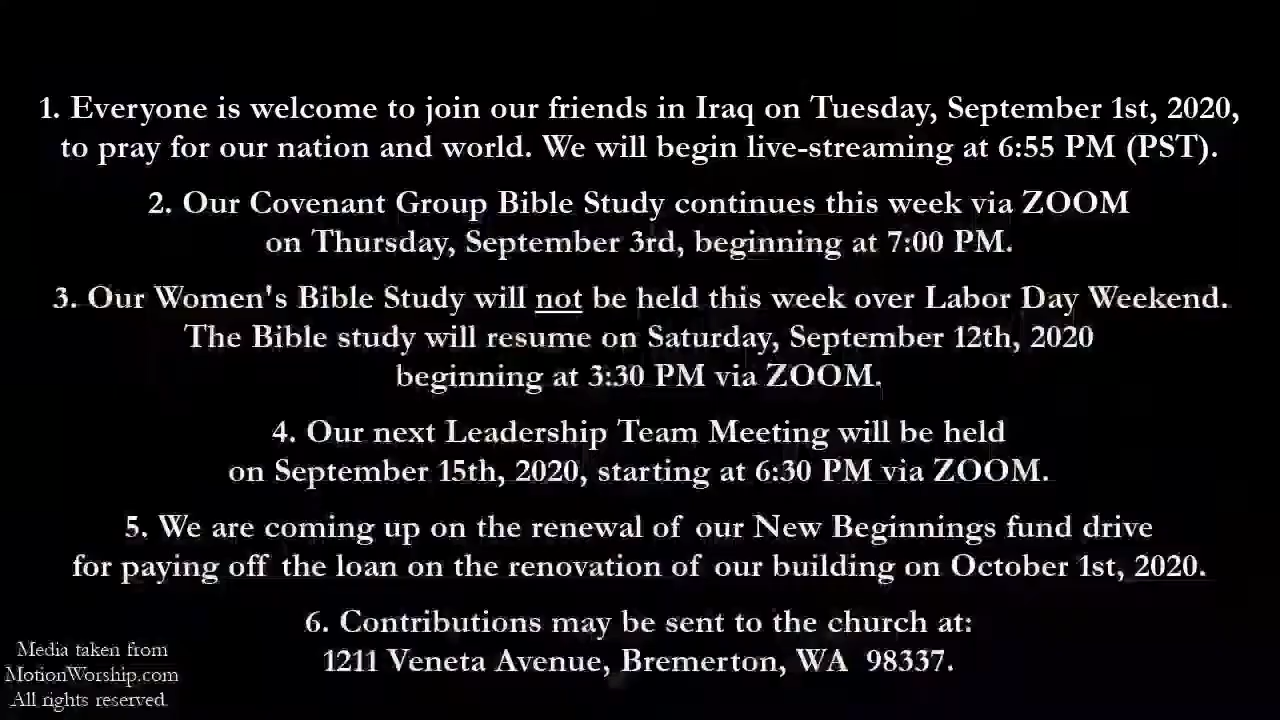 1. Everyone is welcome to join our friends in Iraq on Tuesday, September 1st, 2020,
to pray for our nation and world. We will begin live-streaming at 6:55 PM (PST).
2. Our Covenant Group Bible Study continues this week via ZOOM
on Thursday, September 3rd, beginning at 7:00 PM.
3. Our Women's Bible Study will not be held this week over Labor Day Weekend.
The Bible study will resume on Saturday, September 12th, 2020
beginning at 3:30 PM via ZOOM.
4. Our next Leadership Team Meeting will be held
on September 15th, 2020, starting at 6:30 PM via ZOOM.
5. We are coming up on the renewal of our New Beginnings fund drive
for paying off the loan on the renovation of our building on October 1st, 2020.
6. Contributions may be sent to the church at:
1211 Veneta Avenue, Bremerton, WA 98337.
Media taken from
MotionWorship.com
All rights reserved.